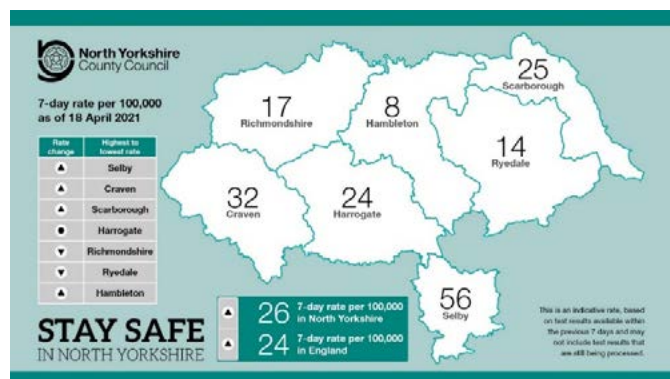 North Yorkshire
County Council
7-day rate per 100,000
as of 18 April 2021
Rate
change
Highest to
lowest rate
Selby
Craven
Scarborough
Harrogate
Richmondshire
Ryedale
Hambleton
STAY SAFE
IN NORTH YORKSHIRE
17
Richmondshire
8
Hambleton
25
Scarborough
14
Ryedale
32
Craven
24
Harrogate
56
Selby
26 7-day rate per 100,000
in North Yorkshire
24 7-day rate per 100,000
in England
This is an indicative rate, based
on test results available within
the previous 7 days and may
not include test results that
are still being processed.